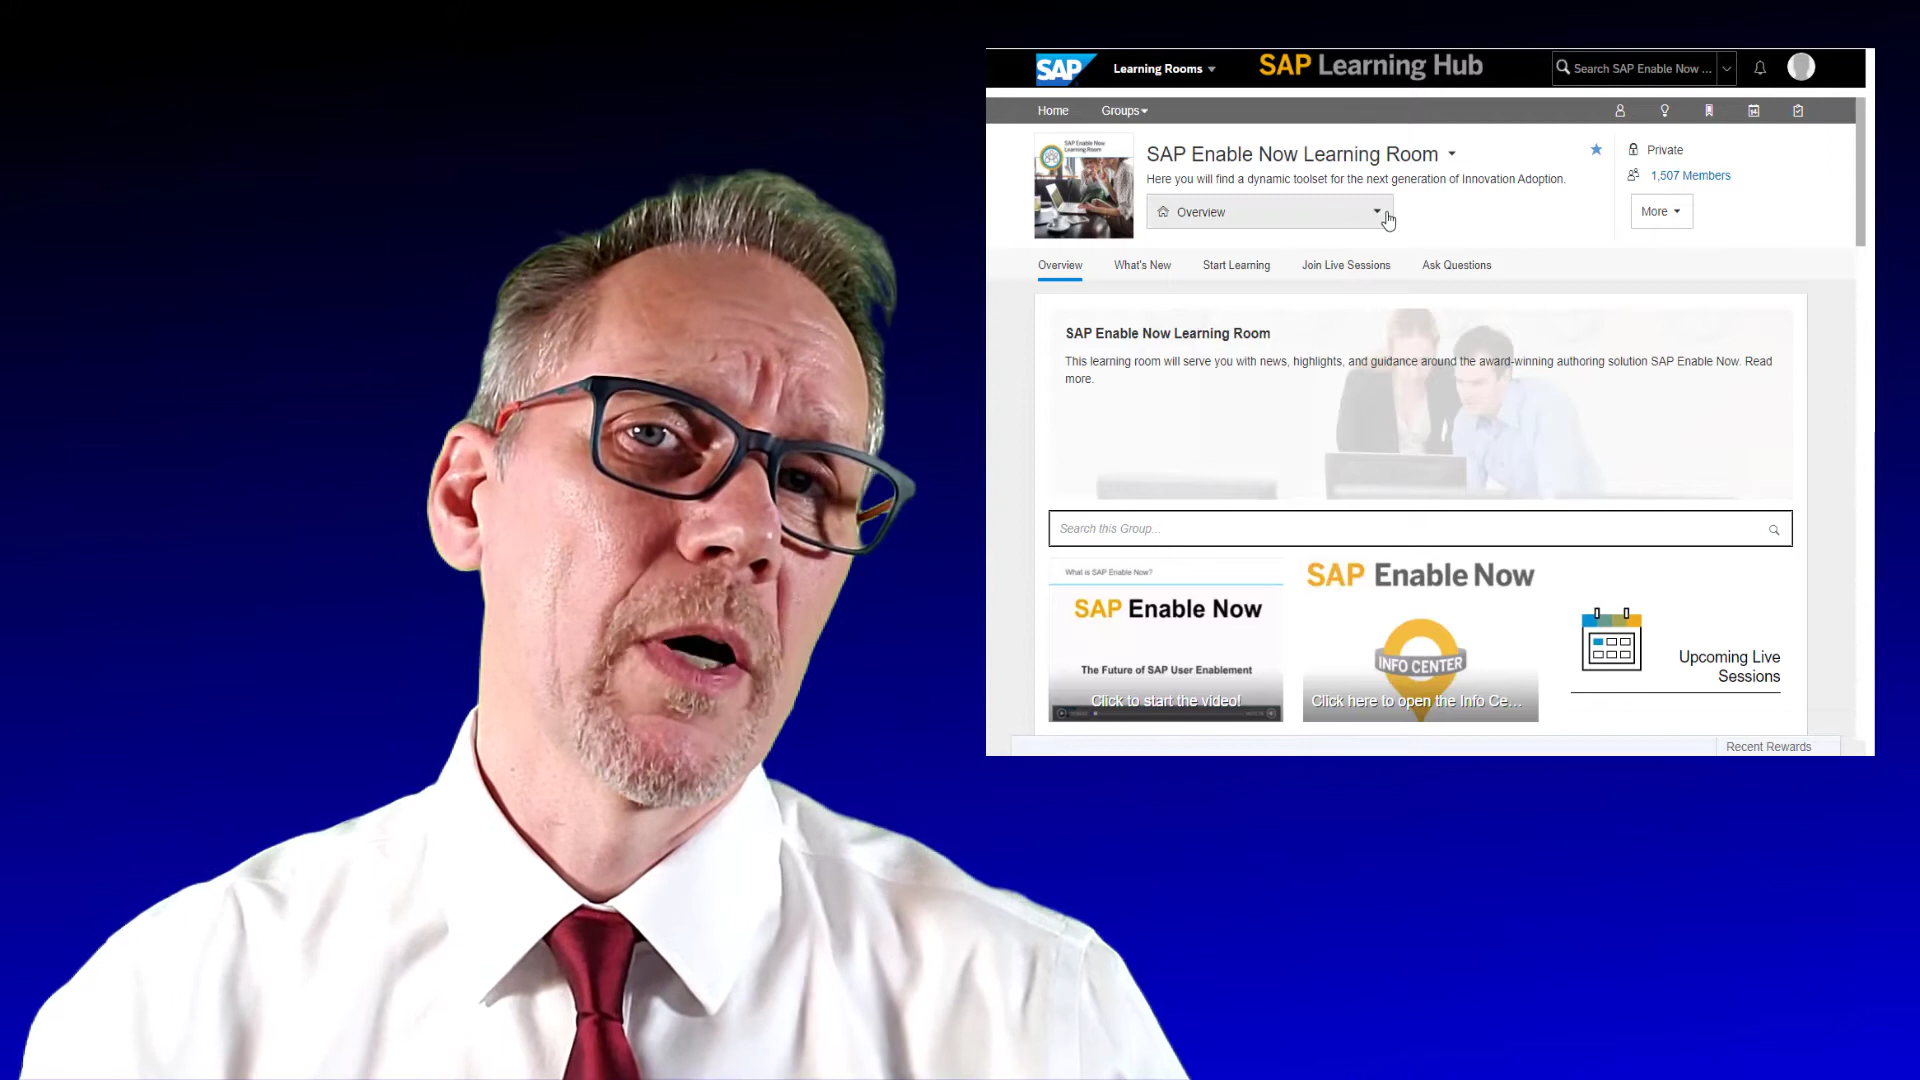 SAP
Learning Rooms
SAP Learning Hub
Search SAP Enable Now ...
Home
Groups
SAP Enable Now
Learning Room
SAP Enable Now Learning Room
Here you will find a dynamic toolset for the next generation of Innovation Adoption.
Overview
Private
1,507 Members
More
Overview
What's New
Start Learning
Join Live Sessions
Ask Questions
SAP Enable Now Learning Room
This learning room will serve you with news, highlights, and guidance around the award-winning authoring solution SAP Enable Now. Read
more.
Search this Group...
What is SAP Enable Now?
SAP Enable Now
The Future of SAP User Enablement
Click to start the video!
SAP Enable Now
INFO CENTER
Click here to open the Info Ce...
Upcoming Live
Sessions
Recent Rewards